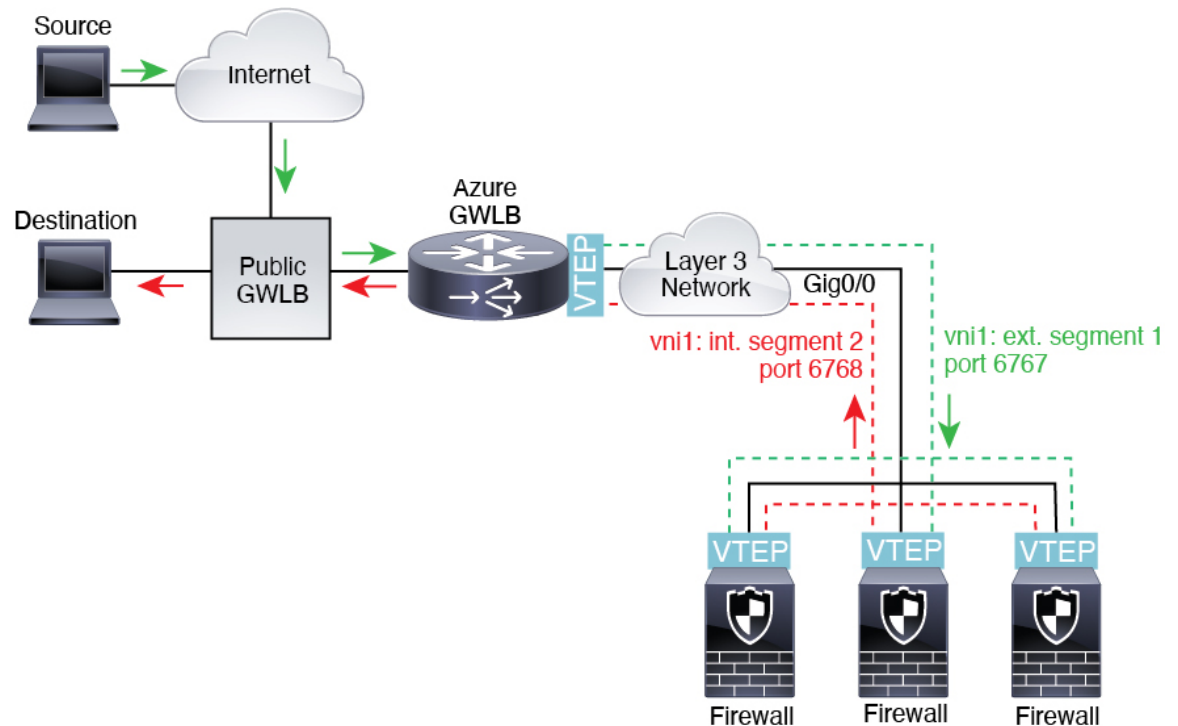 Source
Internet
Destination
Public
GWLB
Azure
GWLB
VTEP
Layer 3
Network
Gig0/0
vni1: int. segment 2
port 6768
vni1: ext. segment 1
port 6767
VTEP
VTEP
VTEP
Firewall
Firewall
Firewall